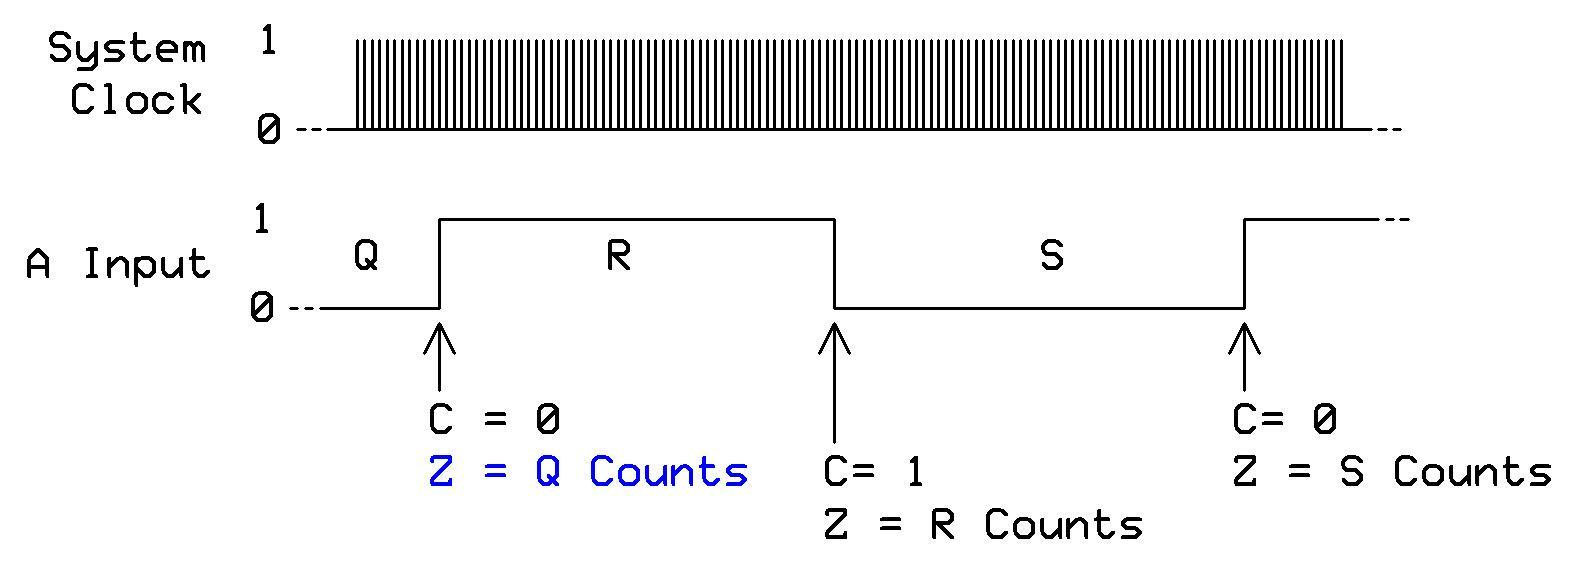 System
Clock
1
0
A Input
1
0
Q
R
S
C = 0
Z = Q Counts
C= 1
Z = R Counts
C= 0
Z = S Counts